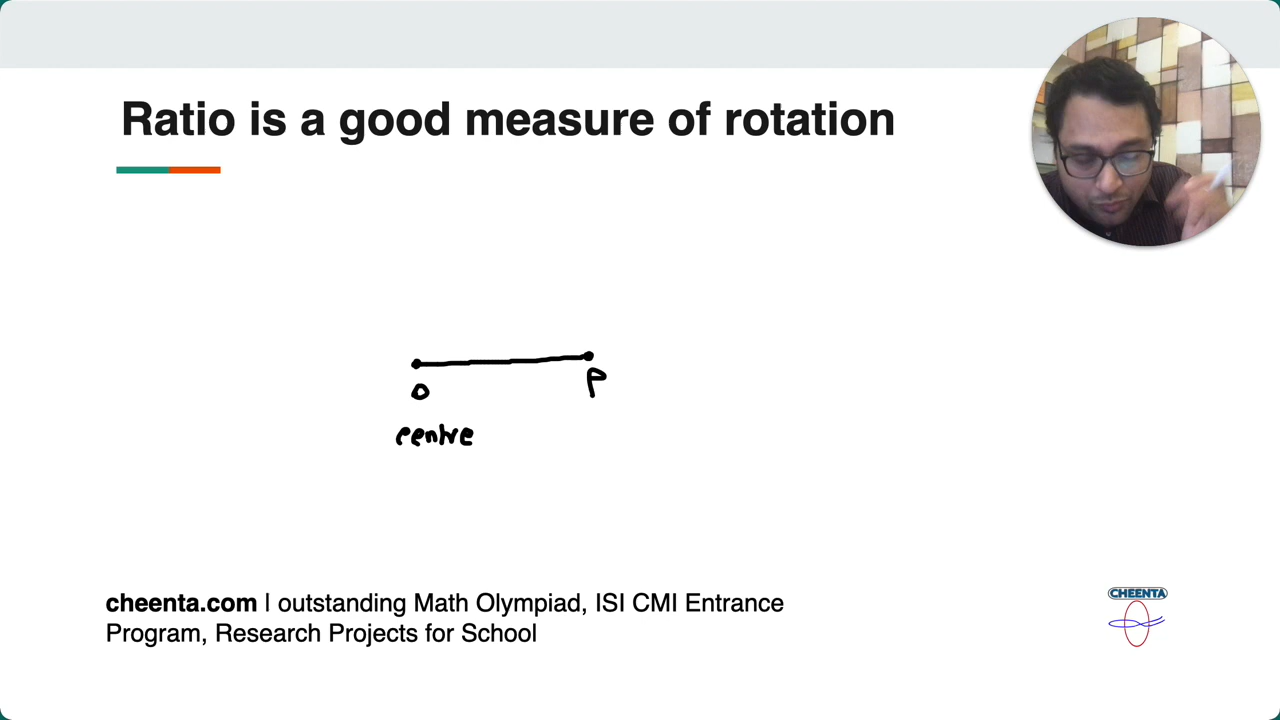 Ratio is a good measure of rotation
O
P
centre
cheenta.com | outstanding Math Olympiad, ISI CMI Entrance
Program, Research Projects for School
CHEENTA